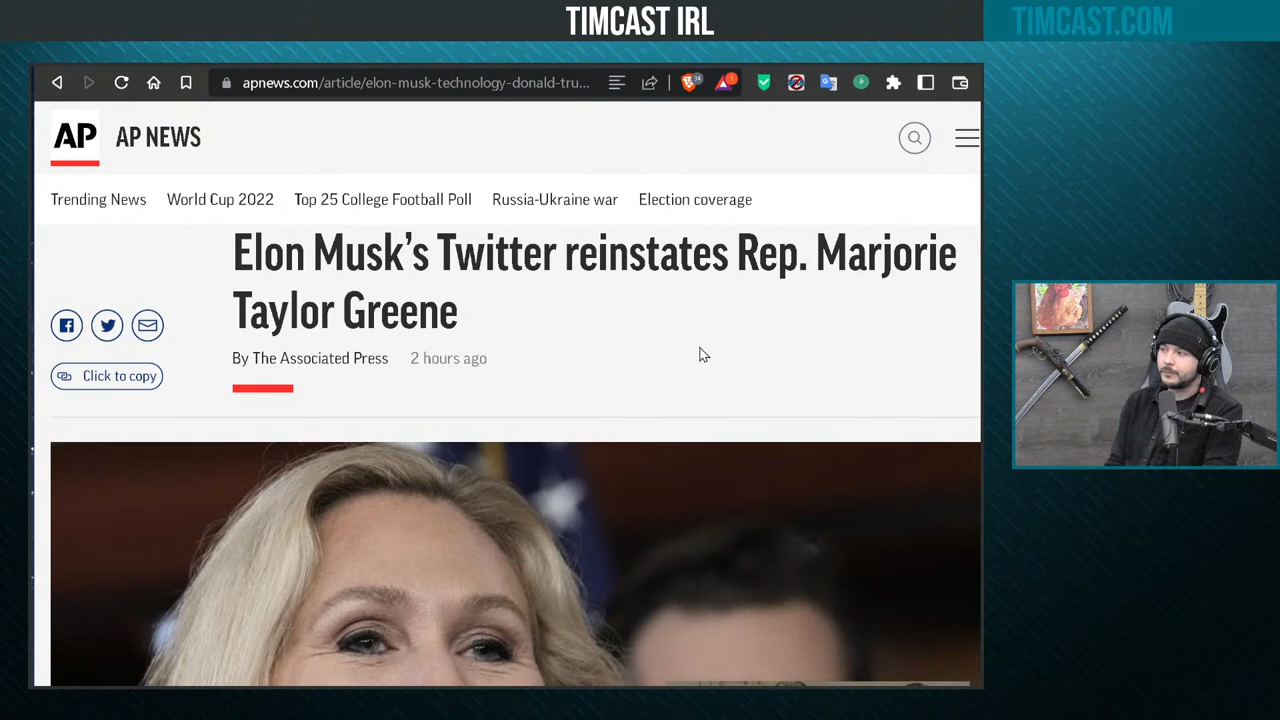 TIMCAST IRL
TIMCAST.COM
apnews.com/article/elon-musk-technology-donald-tru...
34
1
AP
AP NEWS
Trending News World Cup 2022 Top 25 College Football Poll Russia-Ukraine war Election coverage
Elon Musk’s Twitter reinstates Rep. Marjorie
Taylor Greene
By The Associated Press 2 hours ago
Click to copy